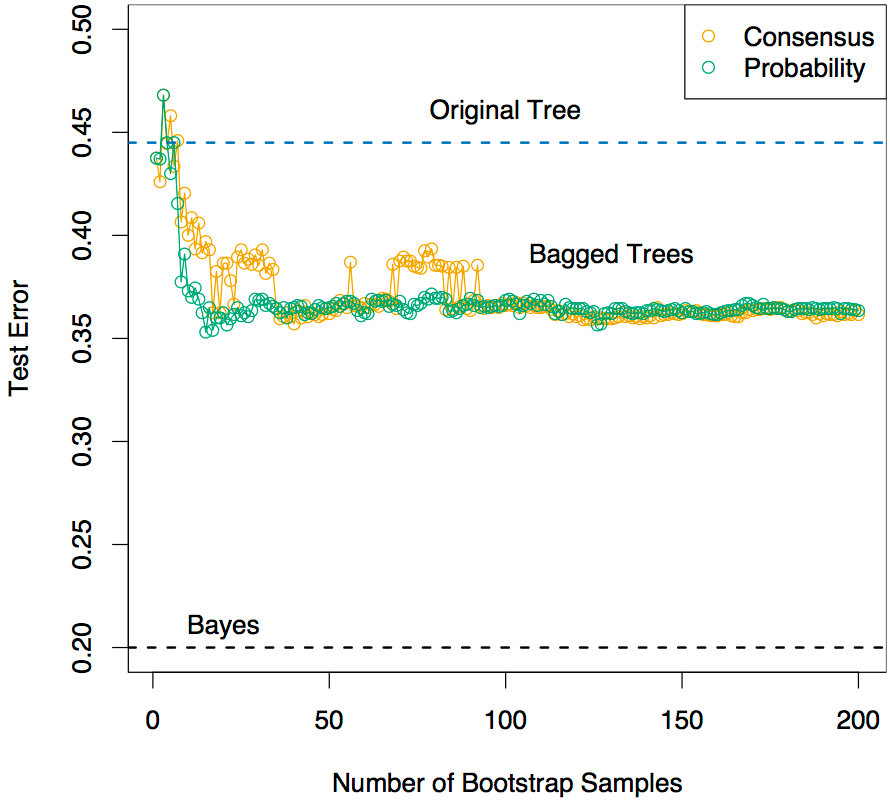 Consensus
Probability
Original Tree
Bagged Trees
Bayes
Test Error
0.50
0.45
0.40
0.35
0.30
0.25
0.20
0 50 100 150 200
Number of Bootstrap Samples